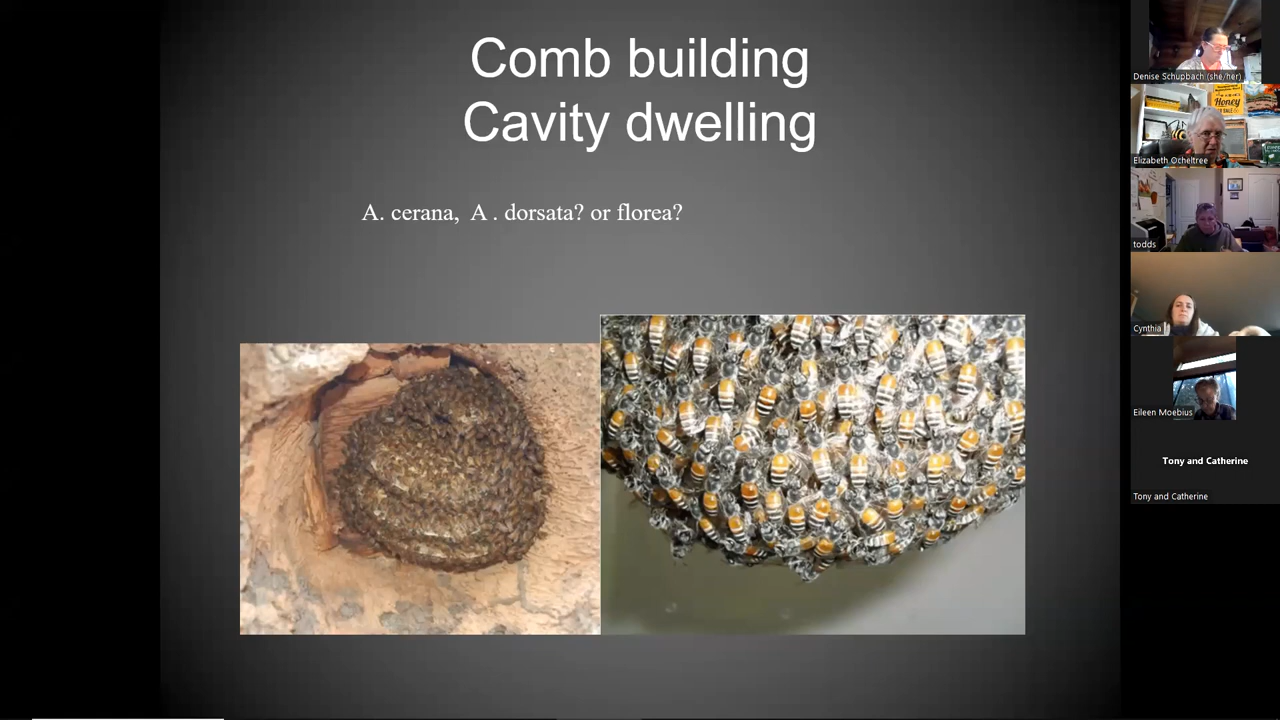 Comb building
Cavity dwelling
A. cerana, A . dorsata? or florea?
Denise Schupbach (she/her)
Honey
Elizabeth Ocheltree
todds
Cynthia
Eileen Moebius
Tony and Catherine
Tony and Catherine